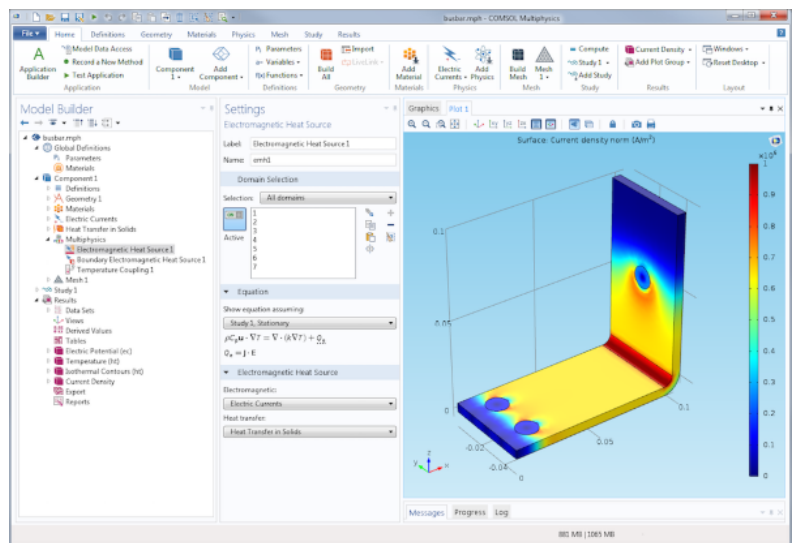 busbar.mph - COMSOL Multiphysics
File Home Definitions Geometry Materials Physics Mesh Study Results
Application Builder
Model Data Access
Record a New Method
Test Application
Application
Component 1
Add Component
Model
Pi Parameters
a= Variables
f(x) Functions
Definitions
Build All
Import
LiveLink
Geometry
Add Material
Materials
Electric Currents
Add Physics
Physics
Build Mesh
Mesh 1
Mesh
Compute
Study 1
Add Study
Study
Current Density
Add Plot Group
Results
Windows
Reset Desktop
Layout
Model Builder
busbar.mph
Global Definitions
Pi Parameters
Materials
Component 1
Definitions
Geometry 1
Materials
Electric Currents
Heat Transfer in Solids
Multiphysics
Electromagnetic Heat Source 1
Boundary Electromagnetic Heat Source 1
Temperature Coupling 1
Mesh 1
Study 1
Results
Data Sets
Views
Derived Values
Tables
Electric Potential (ec)
Temperature (ht)
Isothermal Contours (ht)
Current Density
Export
Reports
Settings
Electromagnetic Heat Source
Label: Electromagnetic Heat Source 1
Name: emh1
Domain Selection
Selection: All domains
Active
1
2
3
4
5
6
7
Equation
Show equation assuming:
Study 1, Stationary
ρCₚu · ∇T = ∇ · (k∇T) + Qₑ
Qₑ = J · E
Electromagnetic Heat Source
Electromagnetic:
Electric Currents
Heat transfer:
Heat Transfer in Solids
Graphics Plot 1
Surface: Current density norm (A/m²)
×10⁶
1
0.9
0.8
0.7
0.6
0.5
0.4
0.3
0.2
0.1
0
0.1
0.05
0
-0.02
-0.04
0
0.05
0.1
y z x
Messages Progress Log
881 MB | 1065 MB